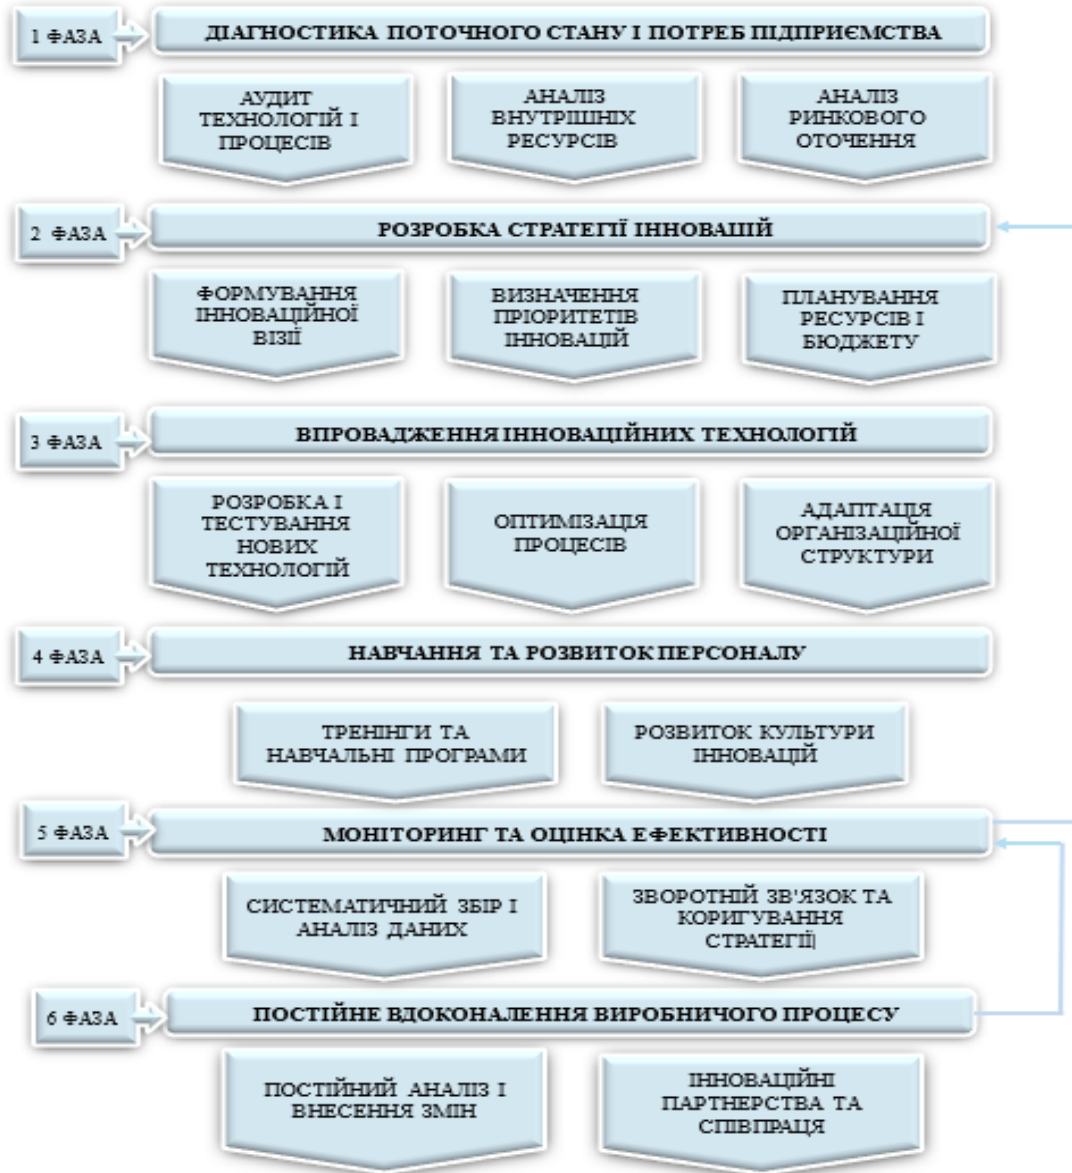 1 ФАЗА
ДІАГНОСТИКА ПОТОЧНОГО СТАНУ І ПОТРЕБ ПІДПРИЄМСТВА
АУДИТ
ТЕХНОЛОГІЙ І
ПРОЦЕСІВ
АНАЛІЗ
ВНУТРІШНІХ
РЕСУРСІВ
АНАЛІЗ
РИНКОВОГО
ОТОЧЕННЯ
2 ФАЗА
РОЗРОБКА СТРАТЕГІЇ ІННОВАЦІЙ
ФОРМУВАННЯ
ІННОВАЦІЙНОЇ
ВІЗІЇ
ВИЗНАЧЕННЯ
ПРІОРИТЕТІВ
ІННОВАЦІЙ
ПЛАНУВАННЯ
РЕСУРСІВ І
БЮДЖЕТУ
3 ФАЗА
ВПРОВАДЖЕННЯ ІННОВАЦІЙНИХ ТЕХНОЛОГІЙ
РОЗРОБКА І
ТЕСТУВАННЯ
НОВИХ
ТЕХНОЛОГІЙ
ОПТИМІЗАЦІЯ
ПРОЦЕСІВ
АДАПТАЦІЯ
ОРГАНІЗАЦІЙНОЇ
СТРУКТУРИ
4 ФАЗА
НАВЧАННЯ ТА РОЗВИТОК ПЕРСОНАЛУ
ТРЕНІНГИ ТА
НАВЧАЛЬНІ ПРОГРАМИ
РОЗВИТОК КУЛЬТУРИ
ІННОВАЦІЙ
5 ФАЗА
МОНІТОРИНГ ТА ОЦІНКА ЕФЕКТИВНОСТІ
СИСТЕМАТИЧНИЙ ЗБІР І
АНАЛІЗ ДАНИХ
ЗВОРОТНІЙ ЗВ'ЯЗОК ТА
КОРИГУВАННЯ
СТРАТЕГІЇ
6 ФАЗА
ПОСТІЙНЕ ВДОКОНАЛЕННЯ ВИРОБНИЧОГО ПРОЦЕСУ
ПОСТІЙНИЙ АНАЛІЗ І
ВНЕСЕННЯ ЗМІН
ІННОВАЦІЙНІ
ПАРТНЕРСТВА ТА
СПІВПРАЦЯ